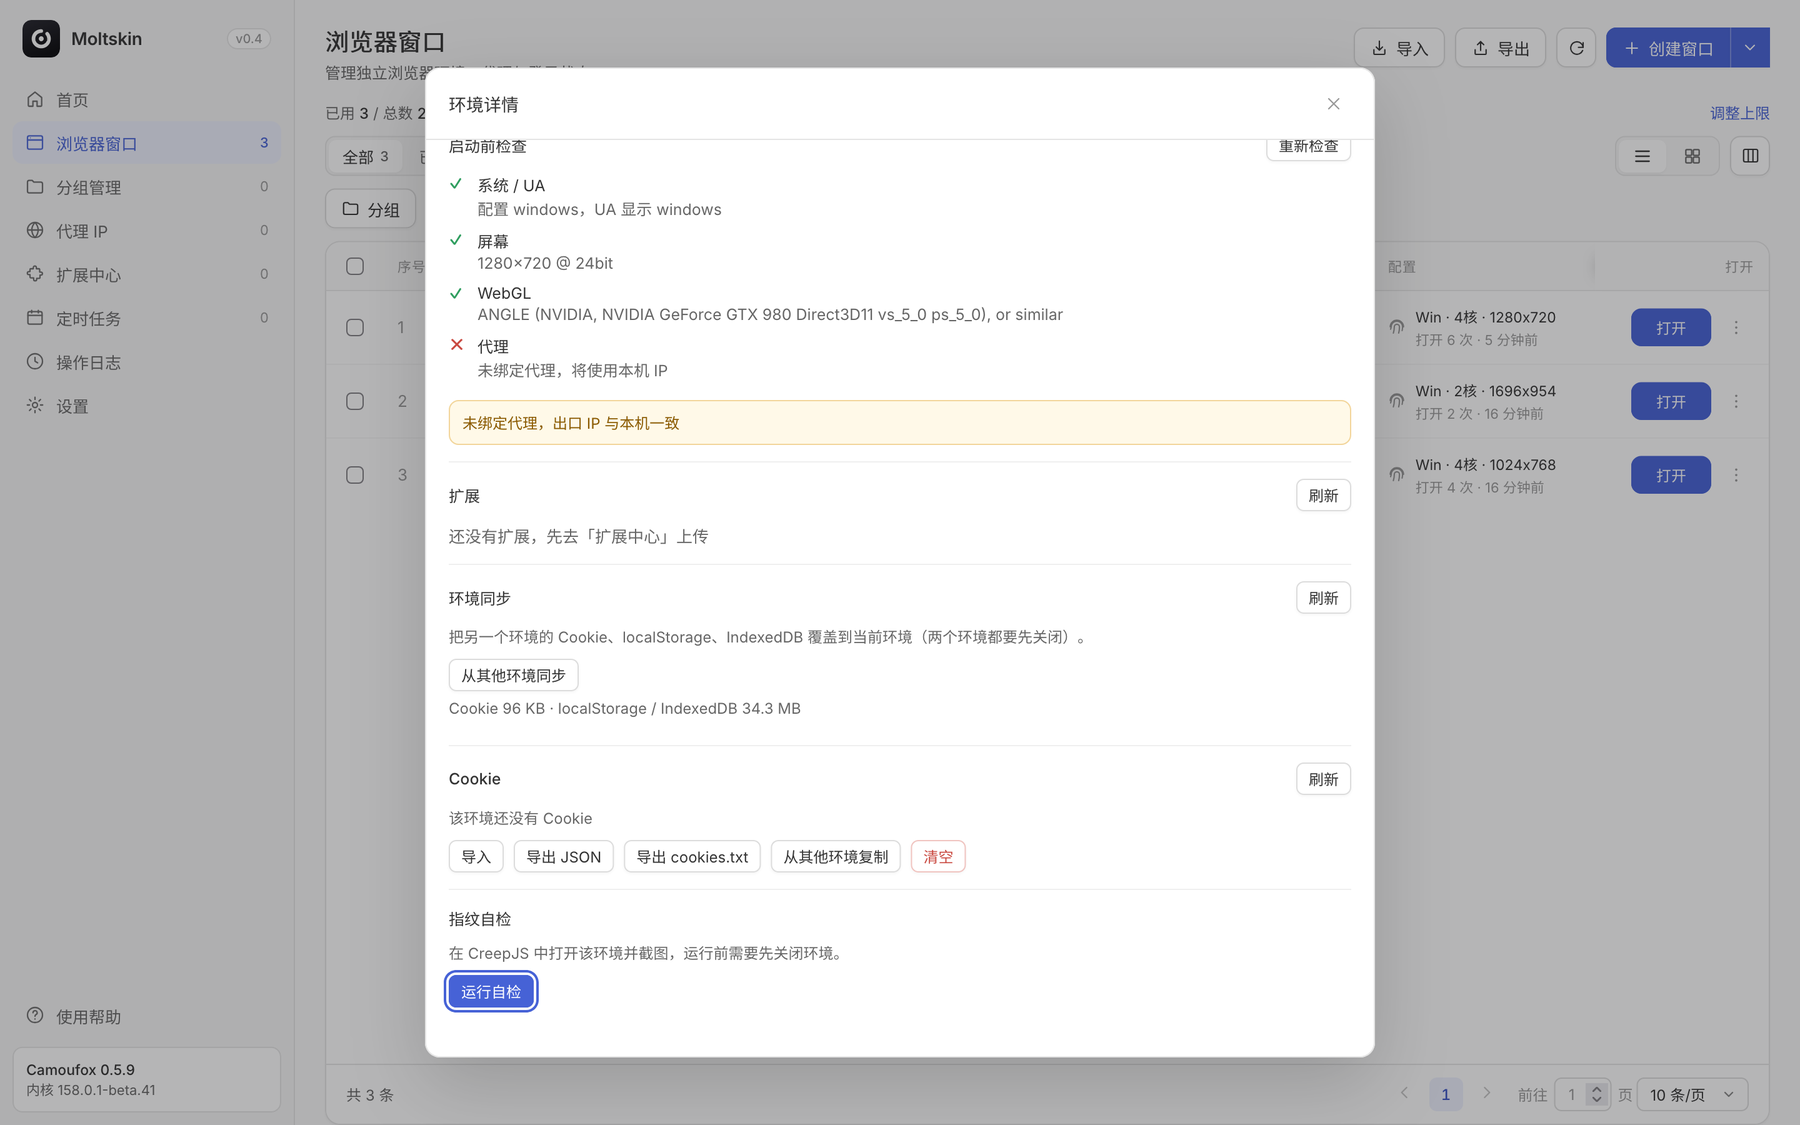 Moltskin
v0.4
首页
浏览器窗口
3
分组管理
0
代理 IP
0
扩展中心
0
定时任务
0
操作日志
设置
使用帮助
Camoufox 0.5.9
内核 158.0.1-beta.41
浏览器窗口
管理独立浏览器
导入
导出
创建窗口
已用 3 / 总数 2
调整上限
全部 3
分组
序号
配置
打开
1
Win · 4核 · 1280x720
打开 6 次 · 5 分钟前
打开
2
Win · 2核 · 1696x954
打开 2 次 · 16 分钟前
打开
3
Win · 4核 · 1024x768
打开 4 次 · 16 分钟前
打开
共 3 条
1
前往
1
页
10 条/页
环境详情
启动前检查
重新检查
系统 / UA
配置 windows，UA 显示 windows
屏幕
1280×720 @ 24bit
WebGL
ANGLE (NVIDIA, NVIDIA GeForce GTX 980 Direct3D11 vs_5_0 ps_5_0), or similar
代理
未绑定代理，将使用本机 IP
未绑定代理，出口 IP 与本机一致
扩展
刷新
还没有扩展，先去「扩展中心」上传
环境同步
刷新
把另一个环境的 Cookie、localStorage、IndexedDB 覆盖到当前环境（两个环境都要先关闭）。
从其他环境同步
Cookie 96 KB · localStorage / IndexedDB 34.3 MB
Cookie
刷新
该环境还没有 Cookie
导入
导出 JSON
导出 cookies.txt
从其他环境复制
清空
指纹自检
在 CreepJS 中打开该环境并截图，运行前需要先关闭环境。
运行自检